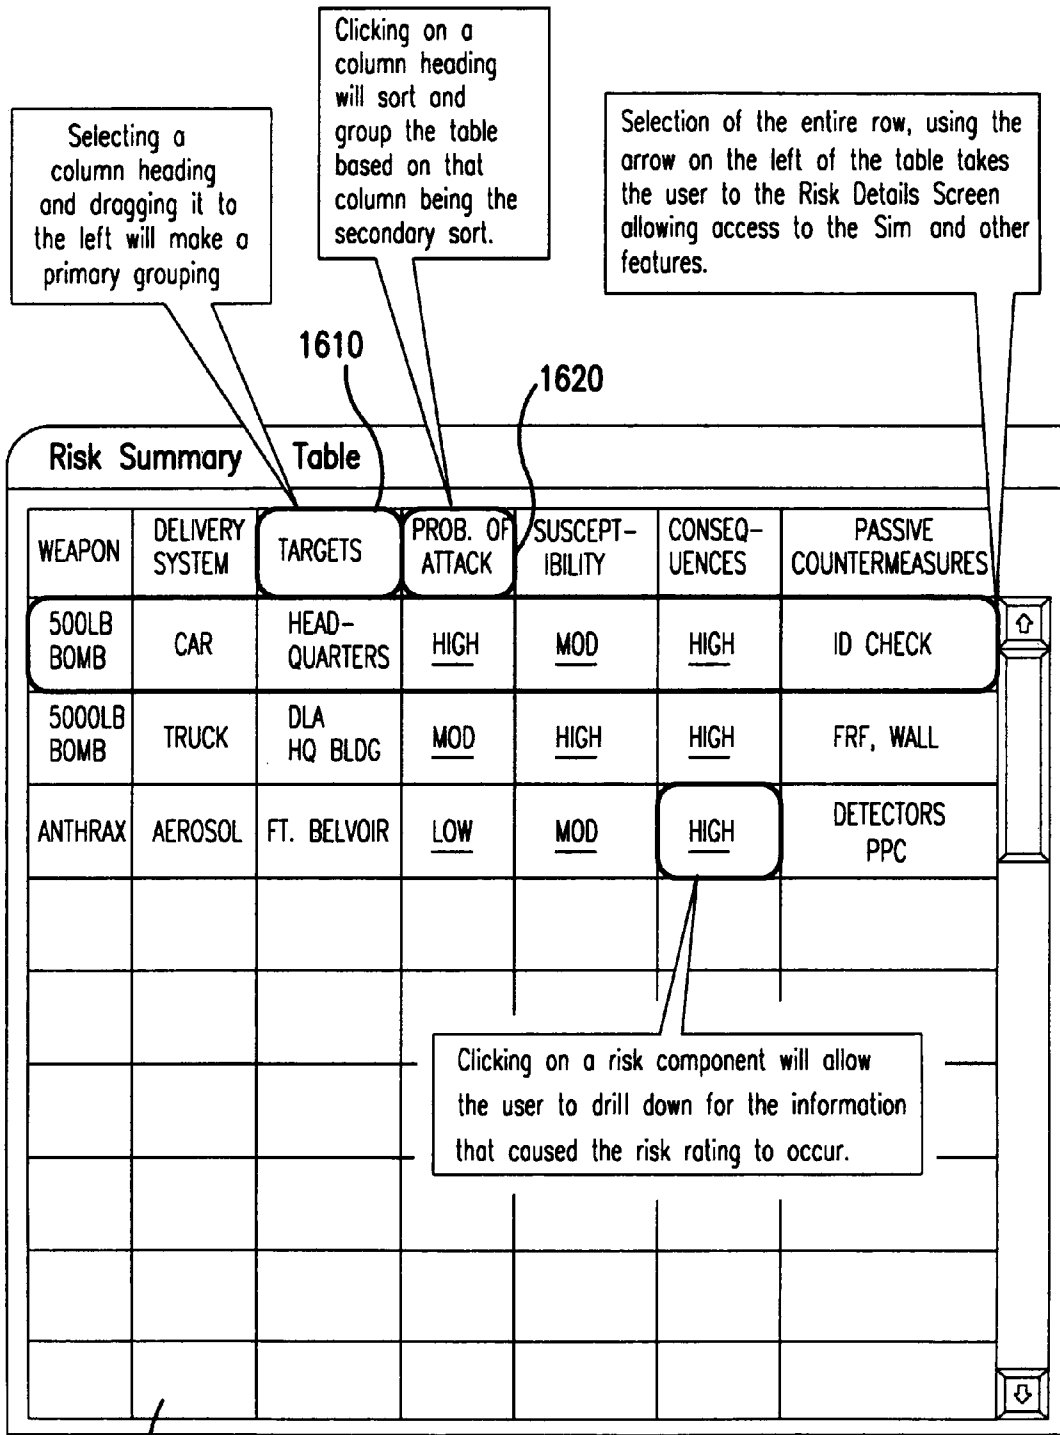 Clicking on a
column heading
will sort and
group the table
based on that
column being the
secondary sort.
Selecting a
column heading
and dragging it to
the left will make a
primary grouping
Selection of the entire row, using the
arrow on the left of the table takes
the user to the Risk Details Screen
allowing access to the Sim and other
features.
1610
1620
Risk Summary Table
WEAPON
DELIVERY
SYSTEM
TARGETS
PROB. OF
ATTACK
SUSCEPT-
IBILITY
CONSEQ-
UENCES
PASSIVE
COUNTERMEASURES
500LB
BOMB
CAR
HEAD-
QUARTERS
HIGH
MOD
HIGH
ID CHECK
5000LB
BOMB
TRUCK
DLA
HQ BLDG
MOD
HIGH
HIGH
FRF, WALL
ANTHRAX
AEROSOL
FT. BELVOIR
LOW
MOD
HIGH
DETECTORS
PPC
Clicking on a risk component will allow
the user to drill down for the information
that caused the risk rating to occur.